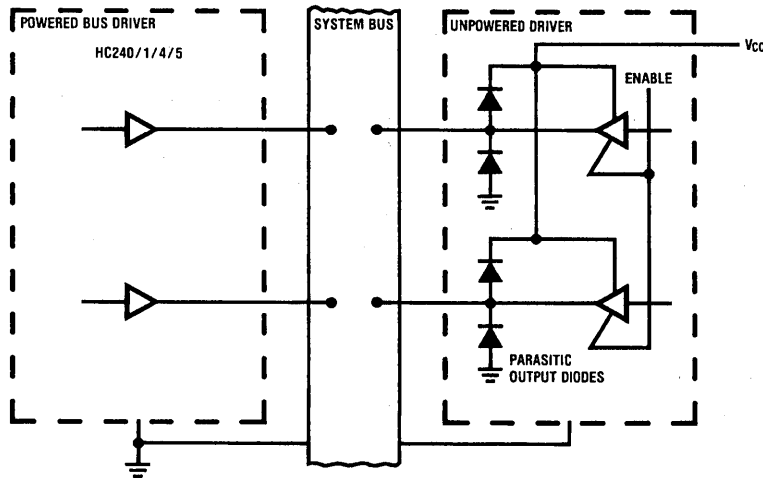 POWERED BUS DRIVER
HC240/1/4/5
SYSTEM BUS
UNPOWERED DRIVER
VCC
ENABLE
PARASITIC
OUTPUT DIODES